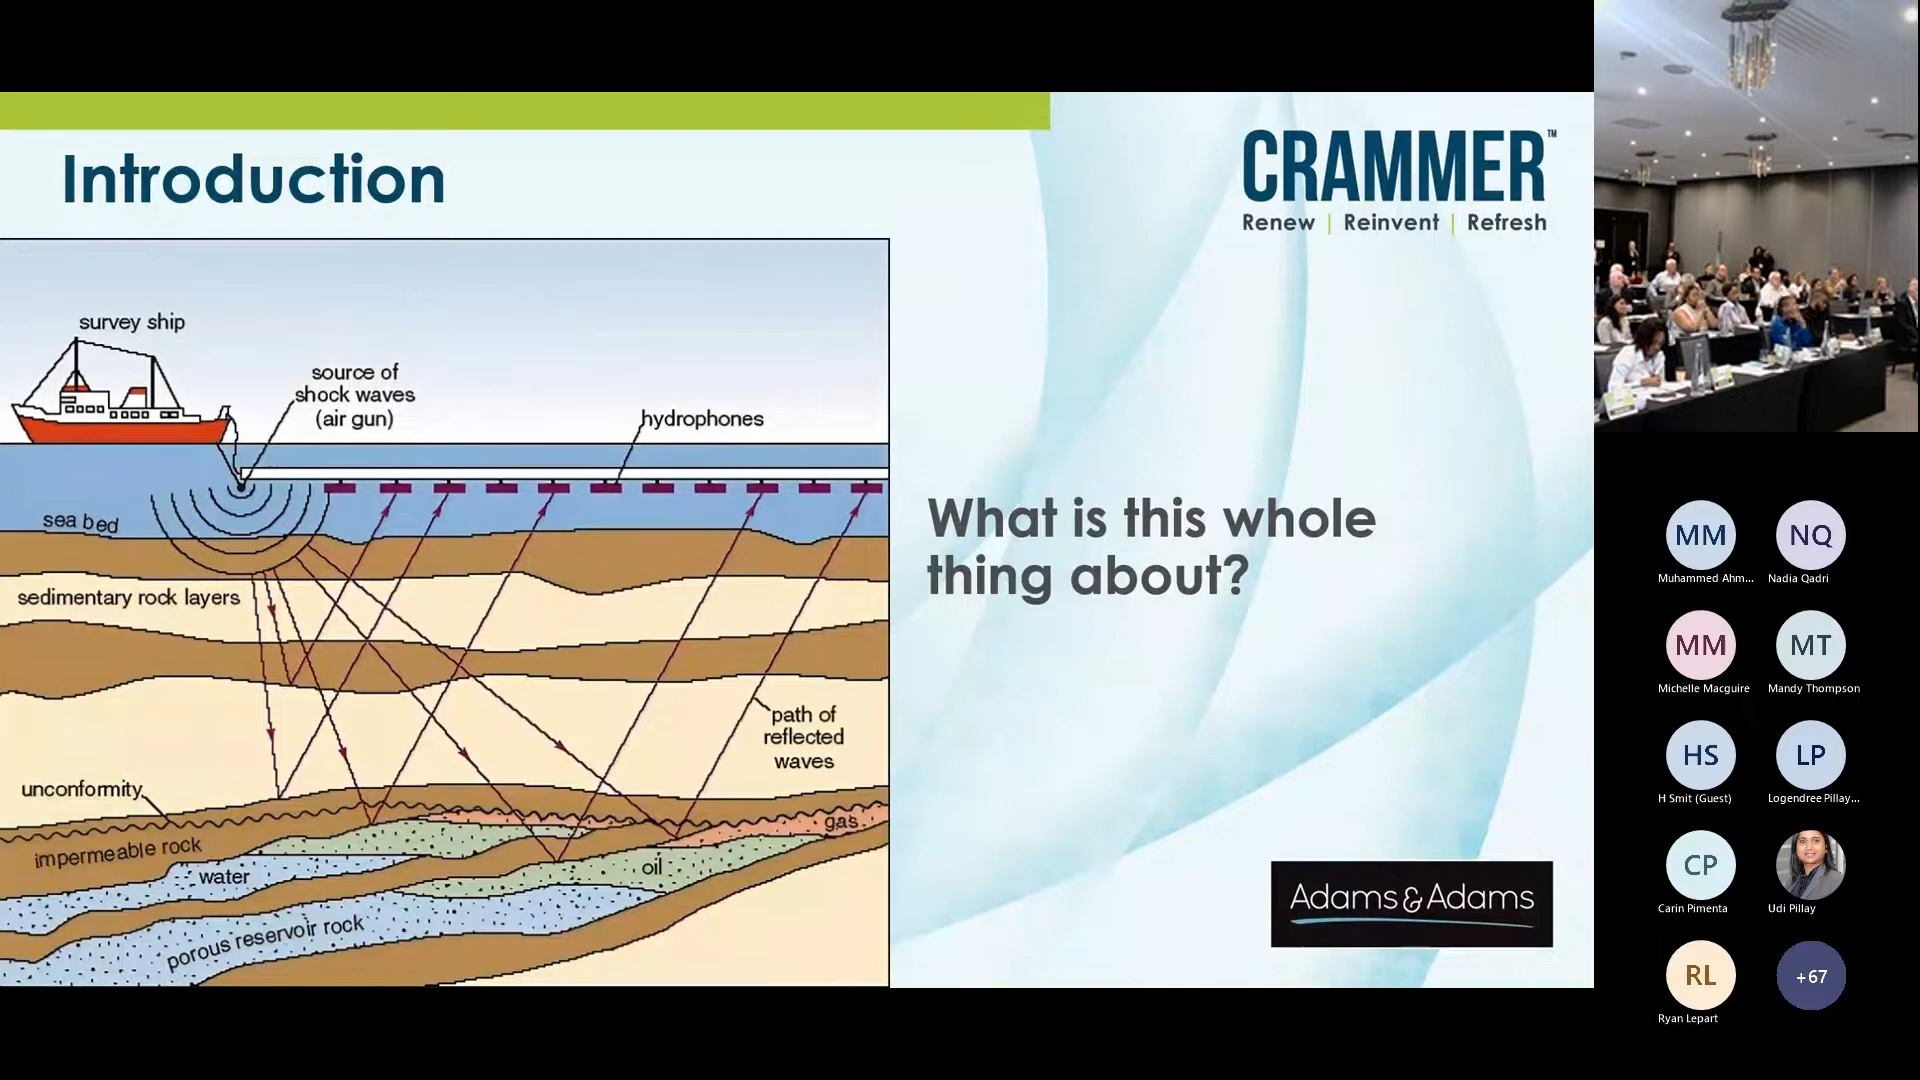 Introduction
CRAMMER™
Renew | Reinvent | Refresh
survey ship
source of
shock waves
(air gun)
hydrophones
sea bed
sedimentary rock layers
path of
reflected
waves
unconformity
impermeable rock
water
porous reservoir rock
oil
gas
What is this whole
thing about?
Adams & Adams
MM
Muhammed Ahm...
NQ
Nadia Qadri
MM
Michelle Macguire
MT
Mandy Thompson
HS
H Smit (Guest)
LP
Logendree Pillay...
CP
Carin Pimenta
Udi Pillay
RL
Ryan Lepart
+67